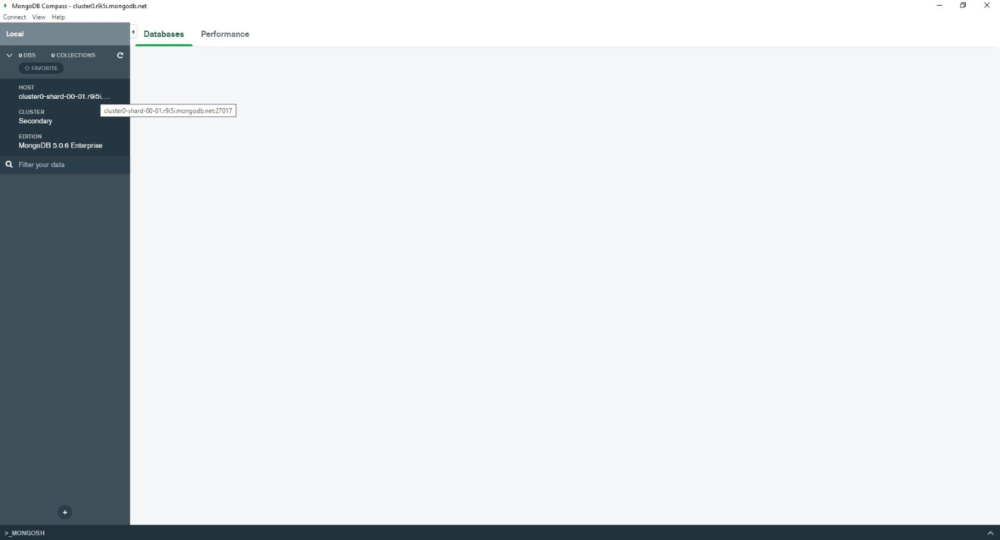 MongoDB Compass - cluster0.r9i5i.mongodb.net
Connect View Help
Local
Databases Performance
0 DBS 0 COLLECTIONS
FAVORITE
HOST
cluster0-shard-00-01.r9i5i....
cluster0-shard-00-01.r9i5i.mongodb.net:27017
CLUSTER
Secondary
EDITION
MongoDB 5.0.6 Enterprise
Filter your data
+
>_MONGOSH